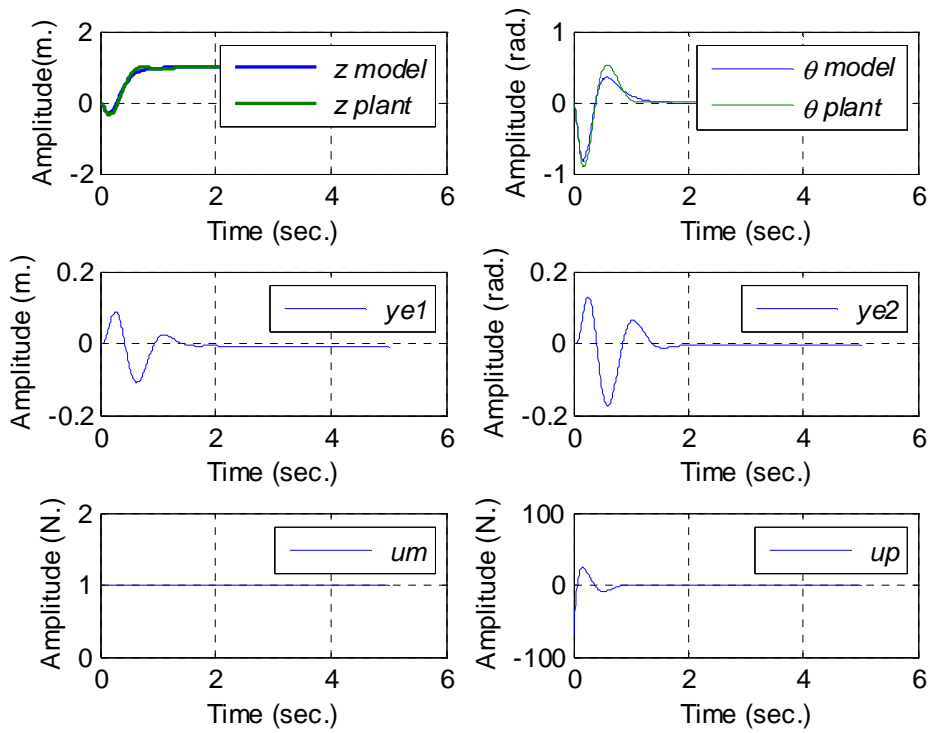 Amplitude(m.)
2
0
-2
z model
z plant
0 2 4 6
Time (sec.)
Amplitude (rad.)
1
0
-1
θ model
θ plant
0 2 4 6
Time (sec.)
Amplitude (m.)
0.2
0
-0.2
ye1
0 2 4 6
Time (sec.)
Amplitude (rad.)
0.2
0
-0.2
ye2
0 2 4 6
Time (sec.)
Amplitude (N.)
2
1
0
um
0 2 4 6
Time (sec.)
Amplitude (N.)
100
0
-100
up
0 2 4 6
Time (sec.)